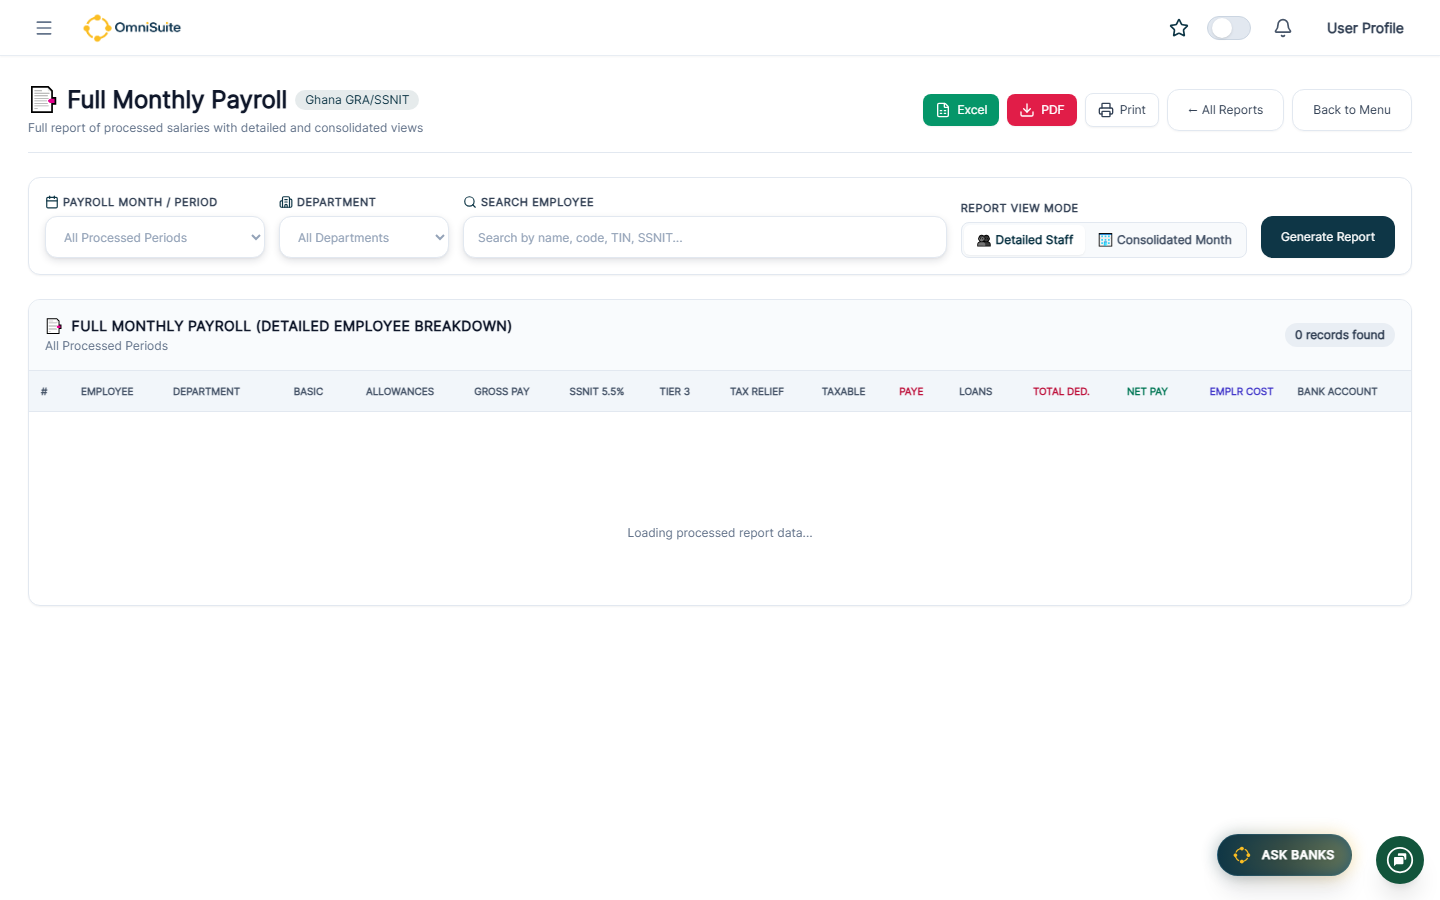 OmniSuite
User Profile
Full Monthly Payroll
Ghana GRA/SSNIT
Full report of processed salaries with detailed and consolidated views
Excel
PDF
Print
← All Reports
Back to Menu
PAYROLL MONTH / PERIOD
DEPARTMENT
SEARCH EMPLOYEE
REPORT VIEW MODE
All Processed Periods
All Departments
Search by name, code, TIN, SSNIT...
Detailed Staff
Consolidated Month
Generate Report
FULL MONTHLY PAYROLL (DETAILED EMPLOYEE BREAKDOWN)
All Processed Periods
0 records found
# EMPLOYEE DEPARTMENT BASIC ALLOWANCES GROSS PAY SSNIT 5.5% TIER 3 TAX RELIEF TAXABLE PAYE LOANS TOTAL DED. NET PAY EMPLR COST BANK ACCOUNT
Loading processed report data...
ASK BANKS